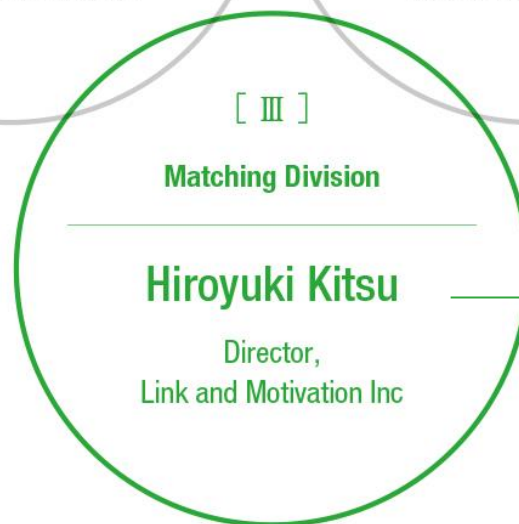 [ Ⅲ ]
Matching Division
Hiroyuki Kitsu
Director,
Link and Motivation Inc